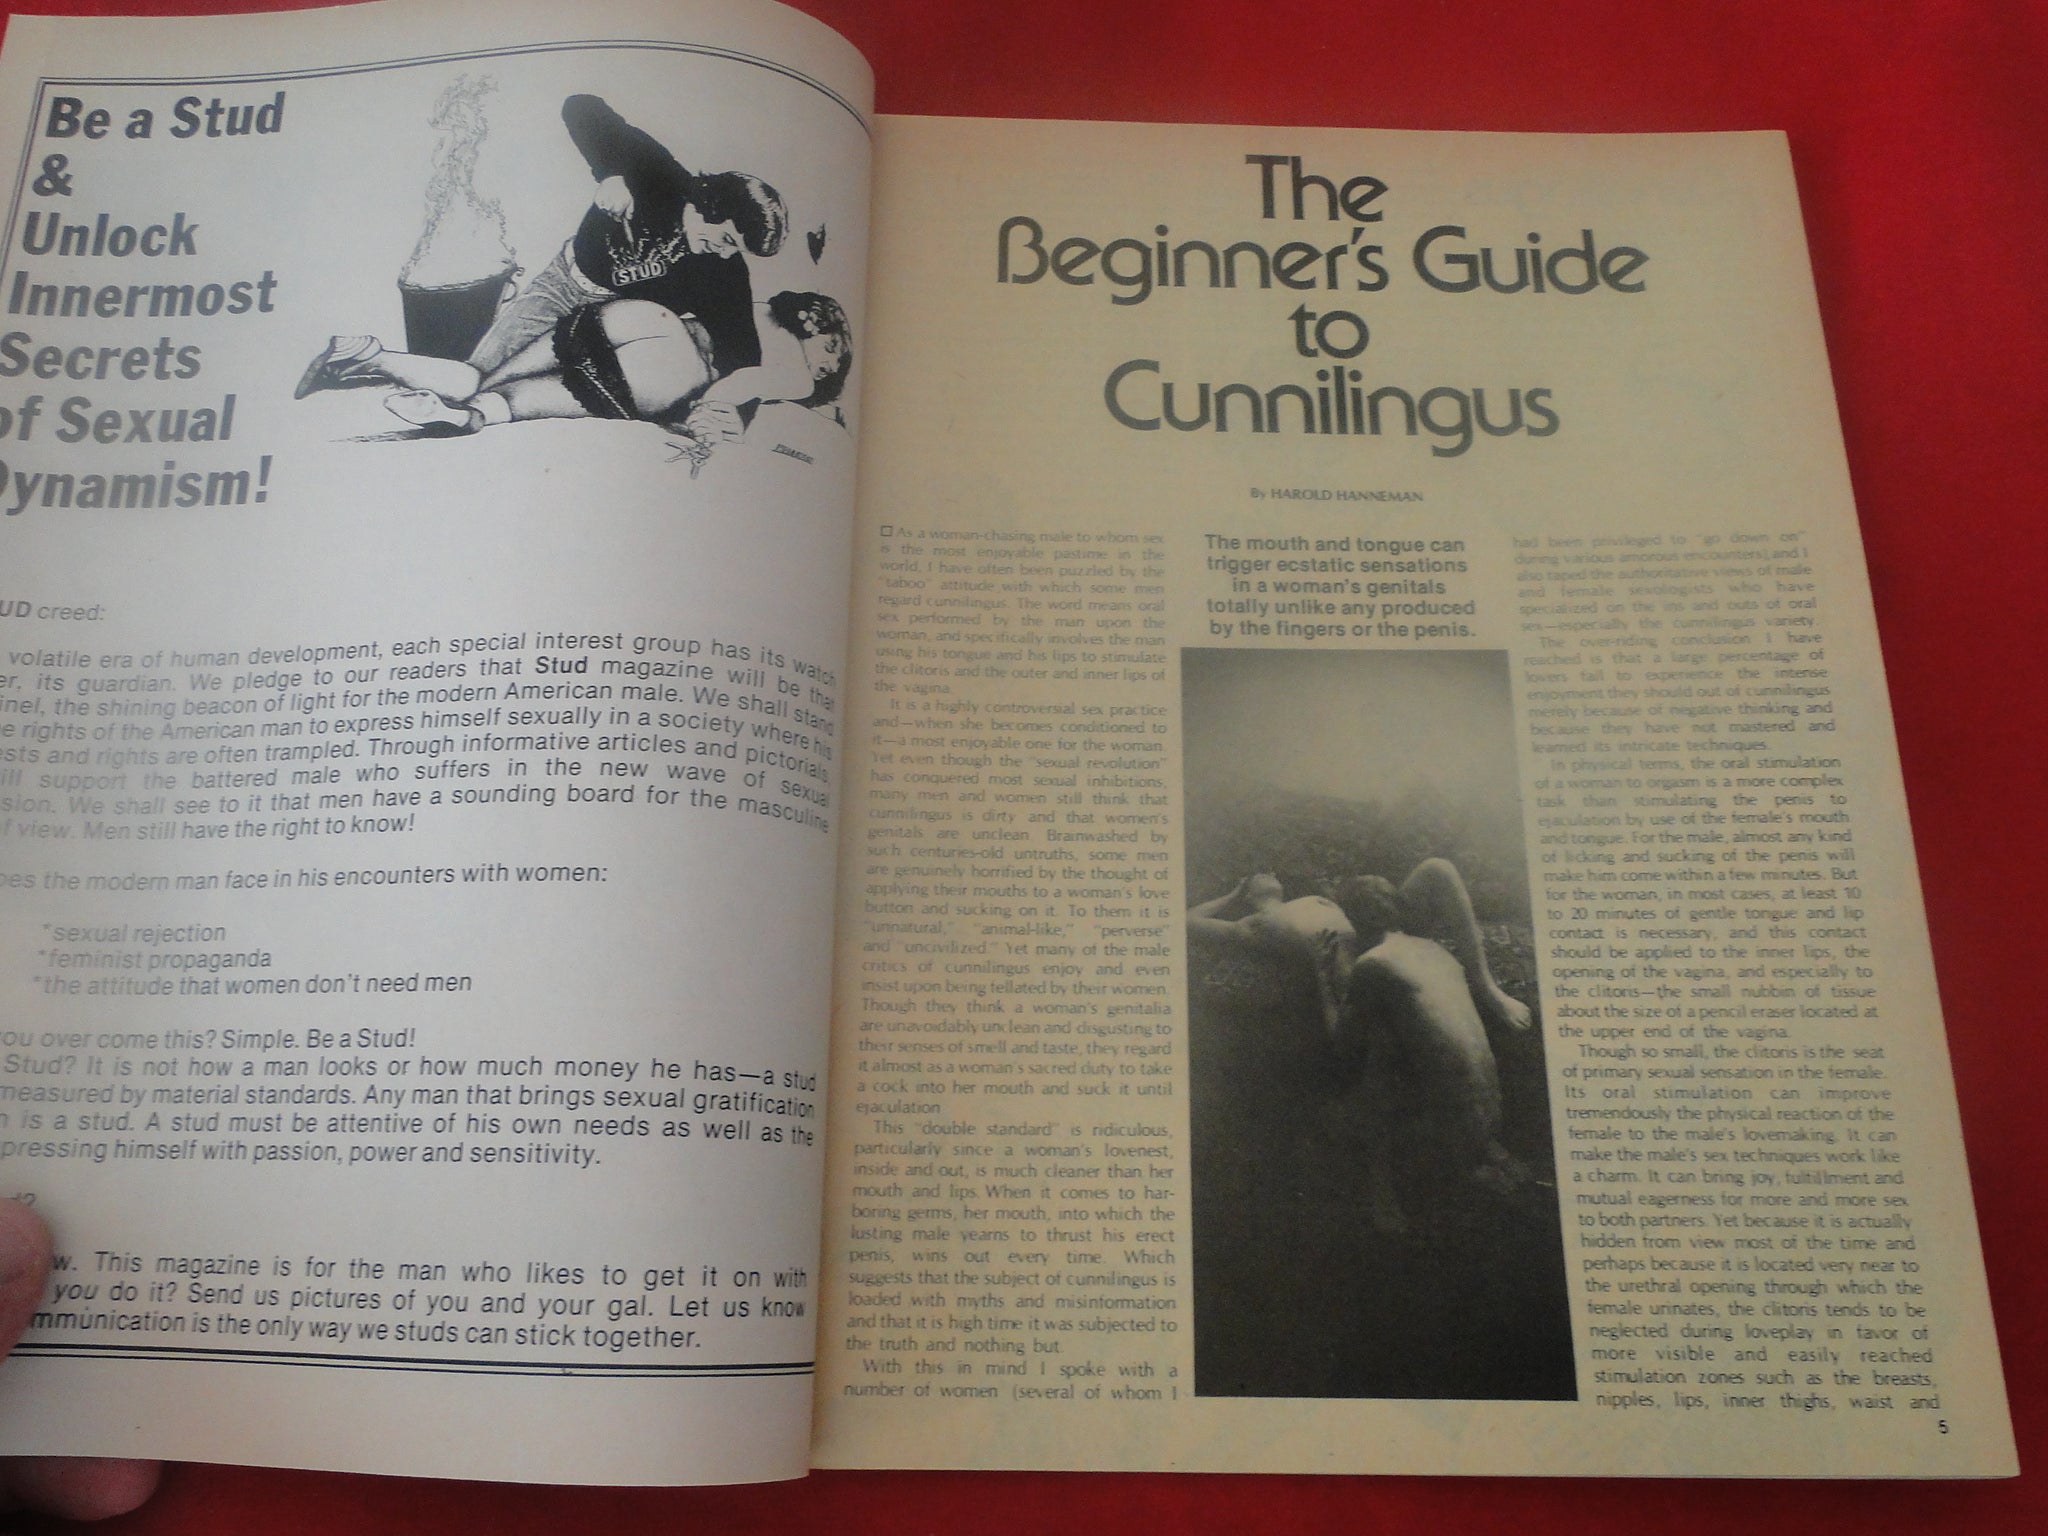 Be a Stud
&
Unlock
Innermost
Secrets
of Sexual
Dynamism!
STUD
UD creed:
volatile era of human development, each special interest group has its watch
er, its guardian. We pledge to our readers that Stud magazine will be that
inel, the shining beacon of light for the modern American male. We shall stand
e rights of the American man to express himself sexually in a society where his
ests and rights are often trampled. Through informative articles and pictorials
ill support the battered male who suffers in the new wave of sexual
sion. We shall see to it that men have a sounding board for the masculine
f view. Men still have the right to know!
oes the modern man face in his encounters with women:
*sexual rejection
*feminist propaganda
*the attitude that women don't need men
you over come this? Simple. Be a Stud!
Stud? It is not how a man looks or how much money he has—a stud
measured by material standards. Any man that brings sexual gratification
n is a stud. A stud must be attentive of his own needs as well as the
pressing himself with passion, power and sensitivity.
w. This magazine is for the man who likes to get it on with
you do it? Send us pictures of you and your gal. Let us know
mmunication is the only way we studs can stick together.
The
Beginner's Guide
to
Cunnilingus
By HAROLD HANNEMAN
□ As a woman-chasing male to whom sex
is the most enjoyable pastime in the
world, I have often been puzzled by the
"taboo" attitude with which some men
regard cunnilingus. The word means oral
sex performed by the man upon the
woman, and specifically involves the man
using his tongue and his lips to stimulate
the clitoris and the outer and inner lips of
the vagina.
It is a highly controversial sex practice
and—when she becomes conditioned to
it—a most enjoyable one for the woman.
Yet even though the "sexual revolution"
has conquered most sexual inhibitions,
many men and women still think that
cunnilingus is dirty and that women's
genitals are unclean. Brainwashed by
such centuries-old untruths, some men
are genuinely horrified by the thought of
applying their mouths to a woman's love
button and sucking on it. To them it is
"unnatural," "animal-like," "perverse"
and "uncivilized." Yet many of the male
critics of cunnilingus enjoy and even
insist upon being fellated by their women.
Though they think a woman's genitalia
are unavoidably unclean and disgusting to
their senses of smell and taste, they regard
it almost as a woman's sacred duty to take
a cock into her mouth and suck it until
ejaculation.
This "double standard" is ridiculous,
particularly since a woman's lovenest,
inside and out, is much cleaner than her
mouth and lips. When it comes to har-
boring germs, her mouth, into which the
lusting male yearns to thrust his erect
penis, wins out every time. Which
suggests that the subject of cunnilingus is
loaded with myths and misinformation
and that it is high time it was subjected to
the truth and nothing but.
With this in mind I spoke with a
number of women (several of whom I
The mouth and tongue can
trigger ecstatic sensations
in a woman's genitals
totally unlike any produced
by the fingers or the penis.
had been privileged to "go down on"
during various amorous encounters), and I
also taped the authoritative views of male
and female sexologists who have
specialized on the ins and outs of oral
sex—especially the cunnilingus variety.
The over-riding conclusion I have
reached is that a large percentage of
lovers fail to experience the intense
enjoyment they should out of cunnilingus
merely because of negative thinking and
because they have not mastered and
learned its intricate techniques.
In physical terms, the oral stimulation
of a woman to orgasm is a more complex
task than stimulating the penis to
ejaculation by use of the female's mouth
and tongue. For the male, almost any kind
of licking and sucking of the penis will
make him come within a few minutes. But
for the woman, in most cases, at least 10
to 20 minutes of gentle tongue and lip
contact is necessary, and this contact
should be applied to the inner lips, the
opening of the vagina, and especially to
the clitoris—the small nubbin of tissue
about the size of a pencil eraser located at
the upper end of the vagina.
Though so small, the clitoris is the seat
of primary sexual sensation in the female.
Its oral stimulation can improve
tremendously the physical reaction of the
female to the male's lovemaking. It can
make the male's sex techniques work like
a charm. It can bring joy, fulfillment and
mutual eagerness for more and more sex
to both partners. Yet because it is actually
hidden from view most of the time and
perhaps because it is located very near to
the urethral opening through which the
female urinates, the clitoris tends to be
neglected during loveplay in favor of
more visible and easily reached
stimulation zones such as the breasts,
nipples, lips, inner thighs, waist and
5